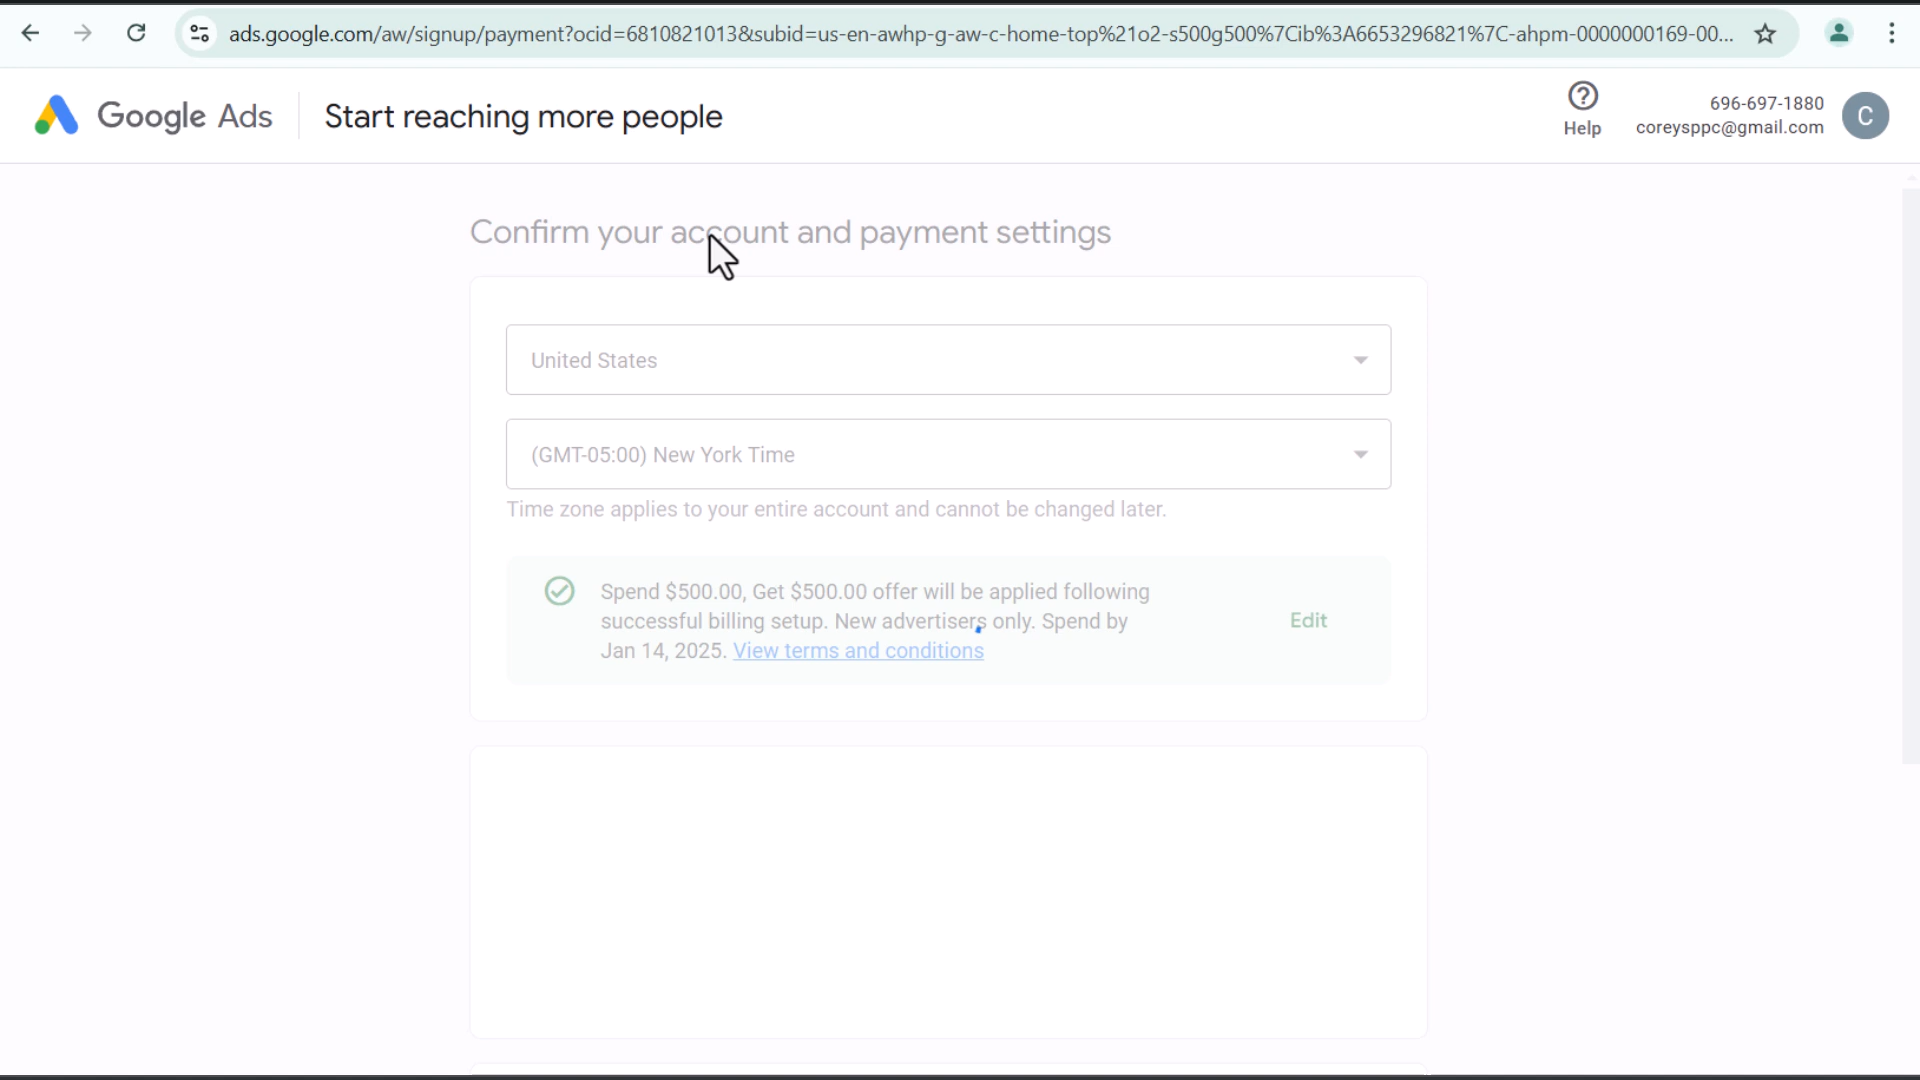 ads.google.com/aw/signup/payment?ocid=6810821013&subid=us-en-awhp-g-aw-c-home-top%21o2-s500g500%7Cib%3A6653296821%7C-ahpm-0000000169-00...
Google Ads
Start reaching more people
Help
696-697-1880
coreysppc@gmail.com
C
Confirm your account and payment settings
United States
(GMT-05:00) New York Time
Time zone applies to your entire account and cannot be changed later.
Spend $500.00, Get $500.00 offer will be applied following
successful billing setup. New advertisers only. Spend by
Jan 14, 2025. View terms and conditions
Edit